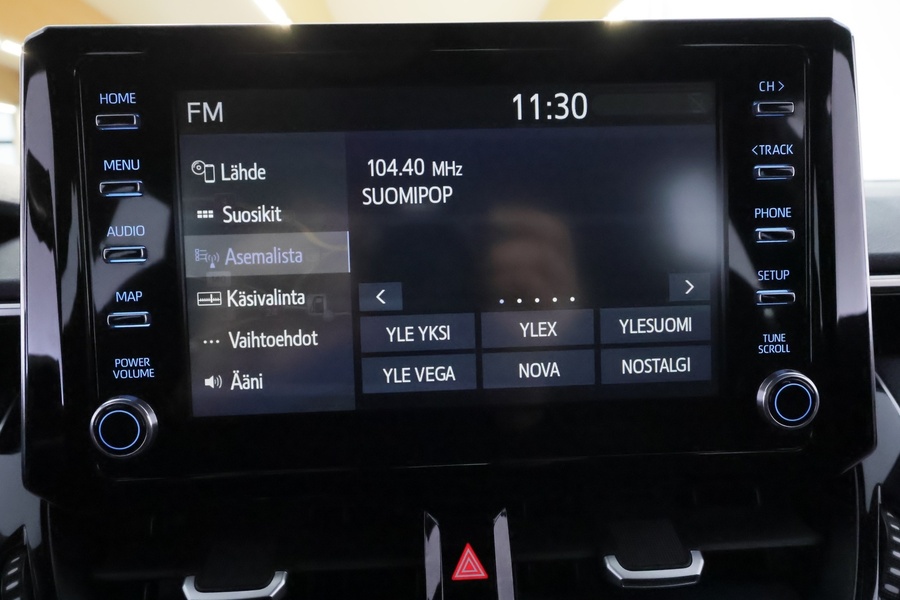 HOME
MENU
AUDIO
MAP
POWER
VOLUME
FM
11:30
Lähde
Suosikit
Asemalista
Käsivalinta
Vaihtoehdot
Ääni
104.40 MHz
SUOMIPOP
< >
YLE YKSI YLEX YLESUOMI
YLE VEGA NOVA NOSTALGI
CH >
< TRACK
PHONE
SETUP
TUNE
SCROLL